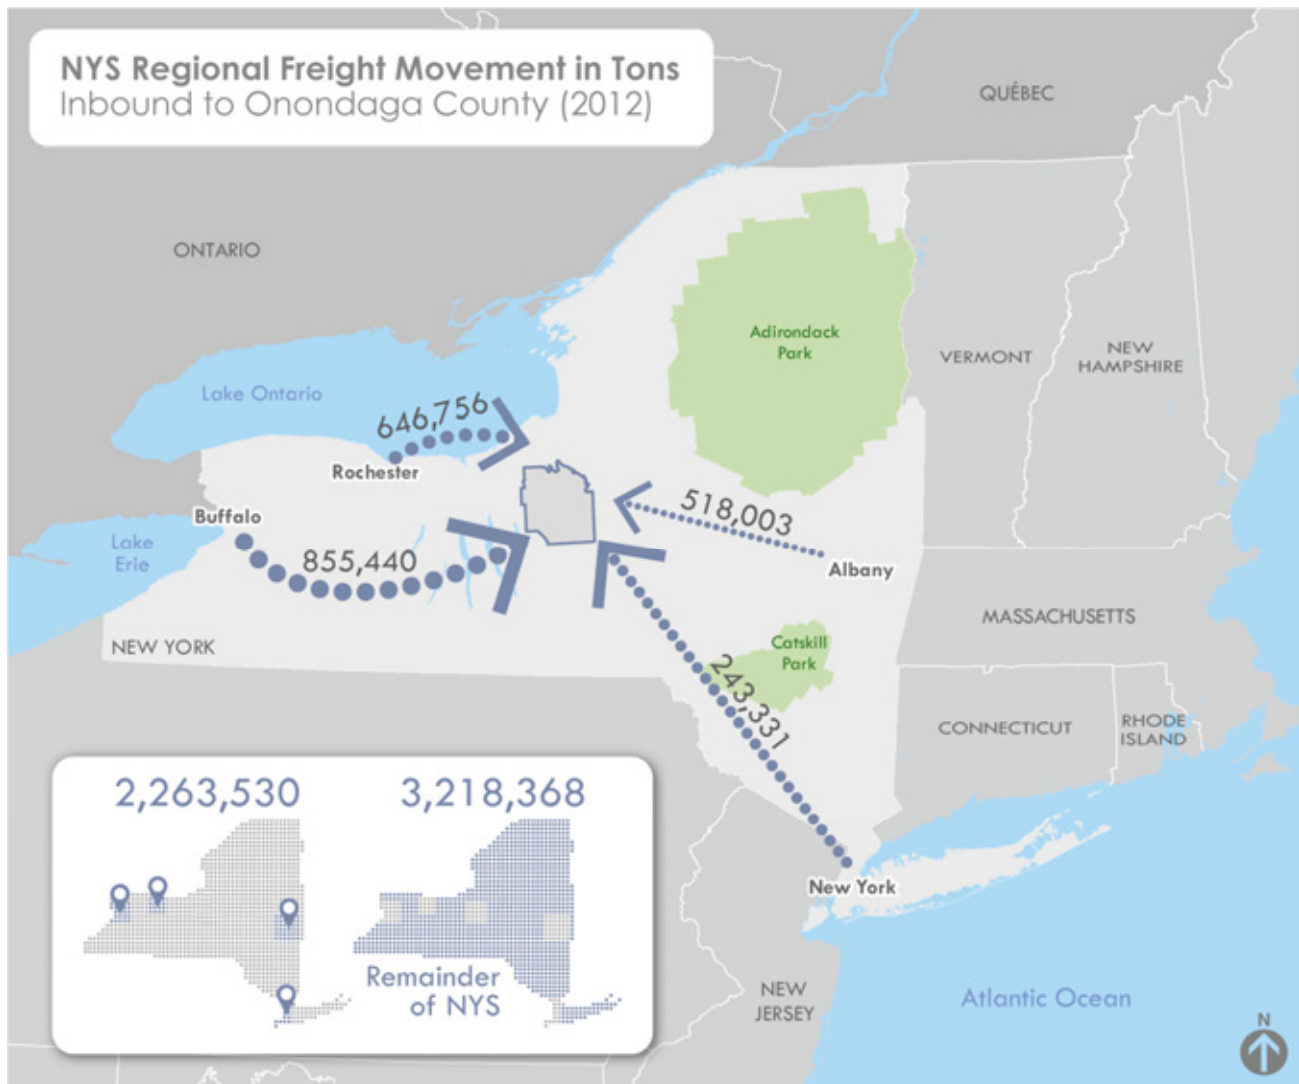 NYS Regional Freight Movement in Tons
Inbound to Onondaga County (2012)
QUÉBEC
ONTARIO
Adirondack
Park
VERMONT
NEW
HAMPSHIRE
Lake Ontario
646,756
Rochester
Buffalo
518,003
Lake
Erie
855,440
Albany
MASSACHUSETTS
NEW YORK
Catskill
Park
243,331
CONNECTICUT
RHODE
ISLAND
2,263,530
3,218,368
New York
Remainder
of NYS
NEW
JERSEY
Atlantic Ocean
N